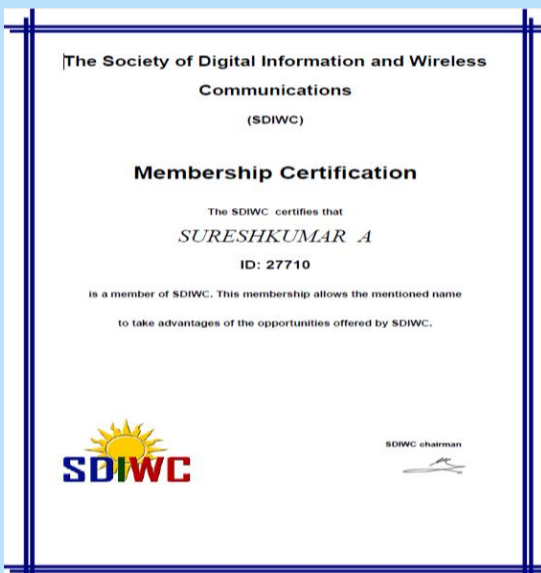 The Society of Digital Information and Wireless
Communications
(SDIWC)
Membership Certification
The SDIWC certifies that
SURESHKUMAR A
ID: 27710
is a member of SDIWC. This membership allows the mentioned name
to take advantages of the opportunities offered by SDIWC.
SDIWC chairman
SDIWC